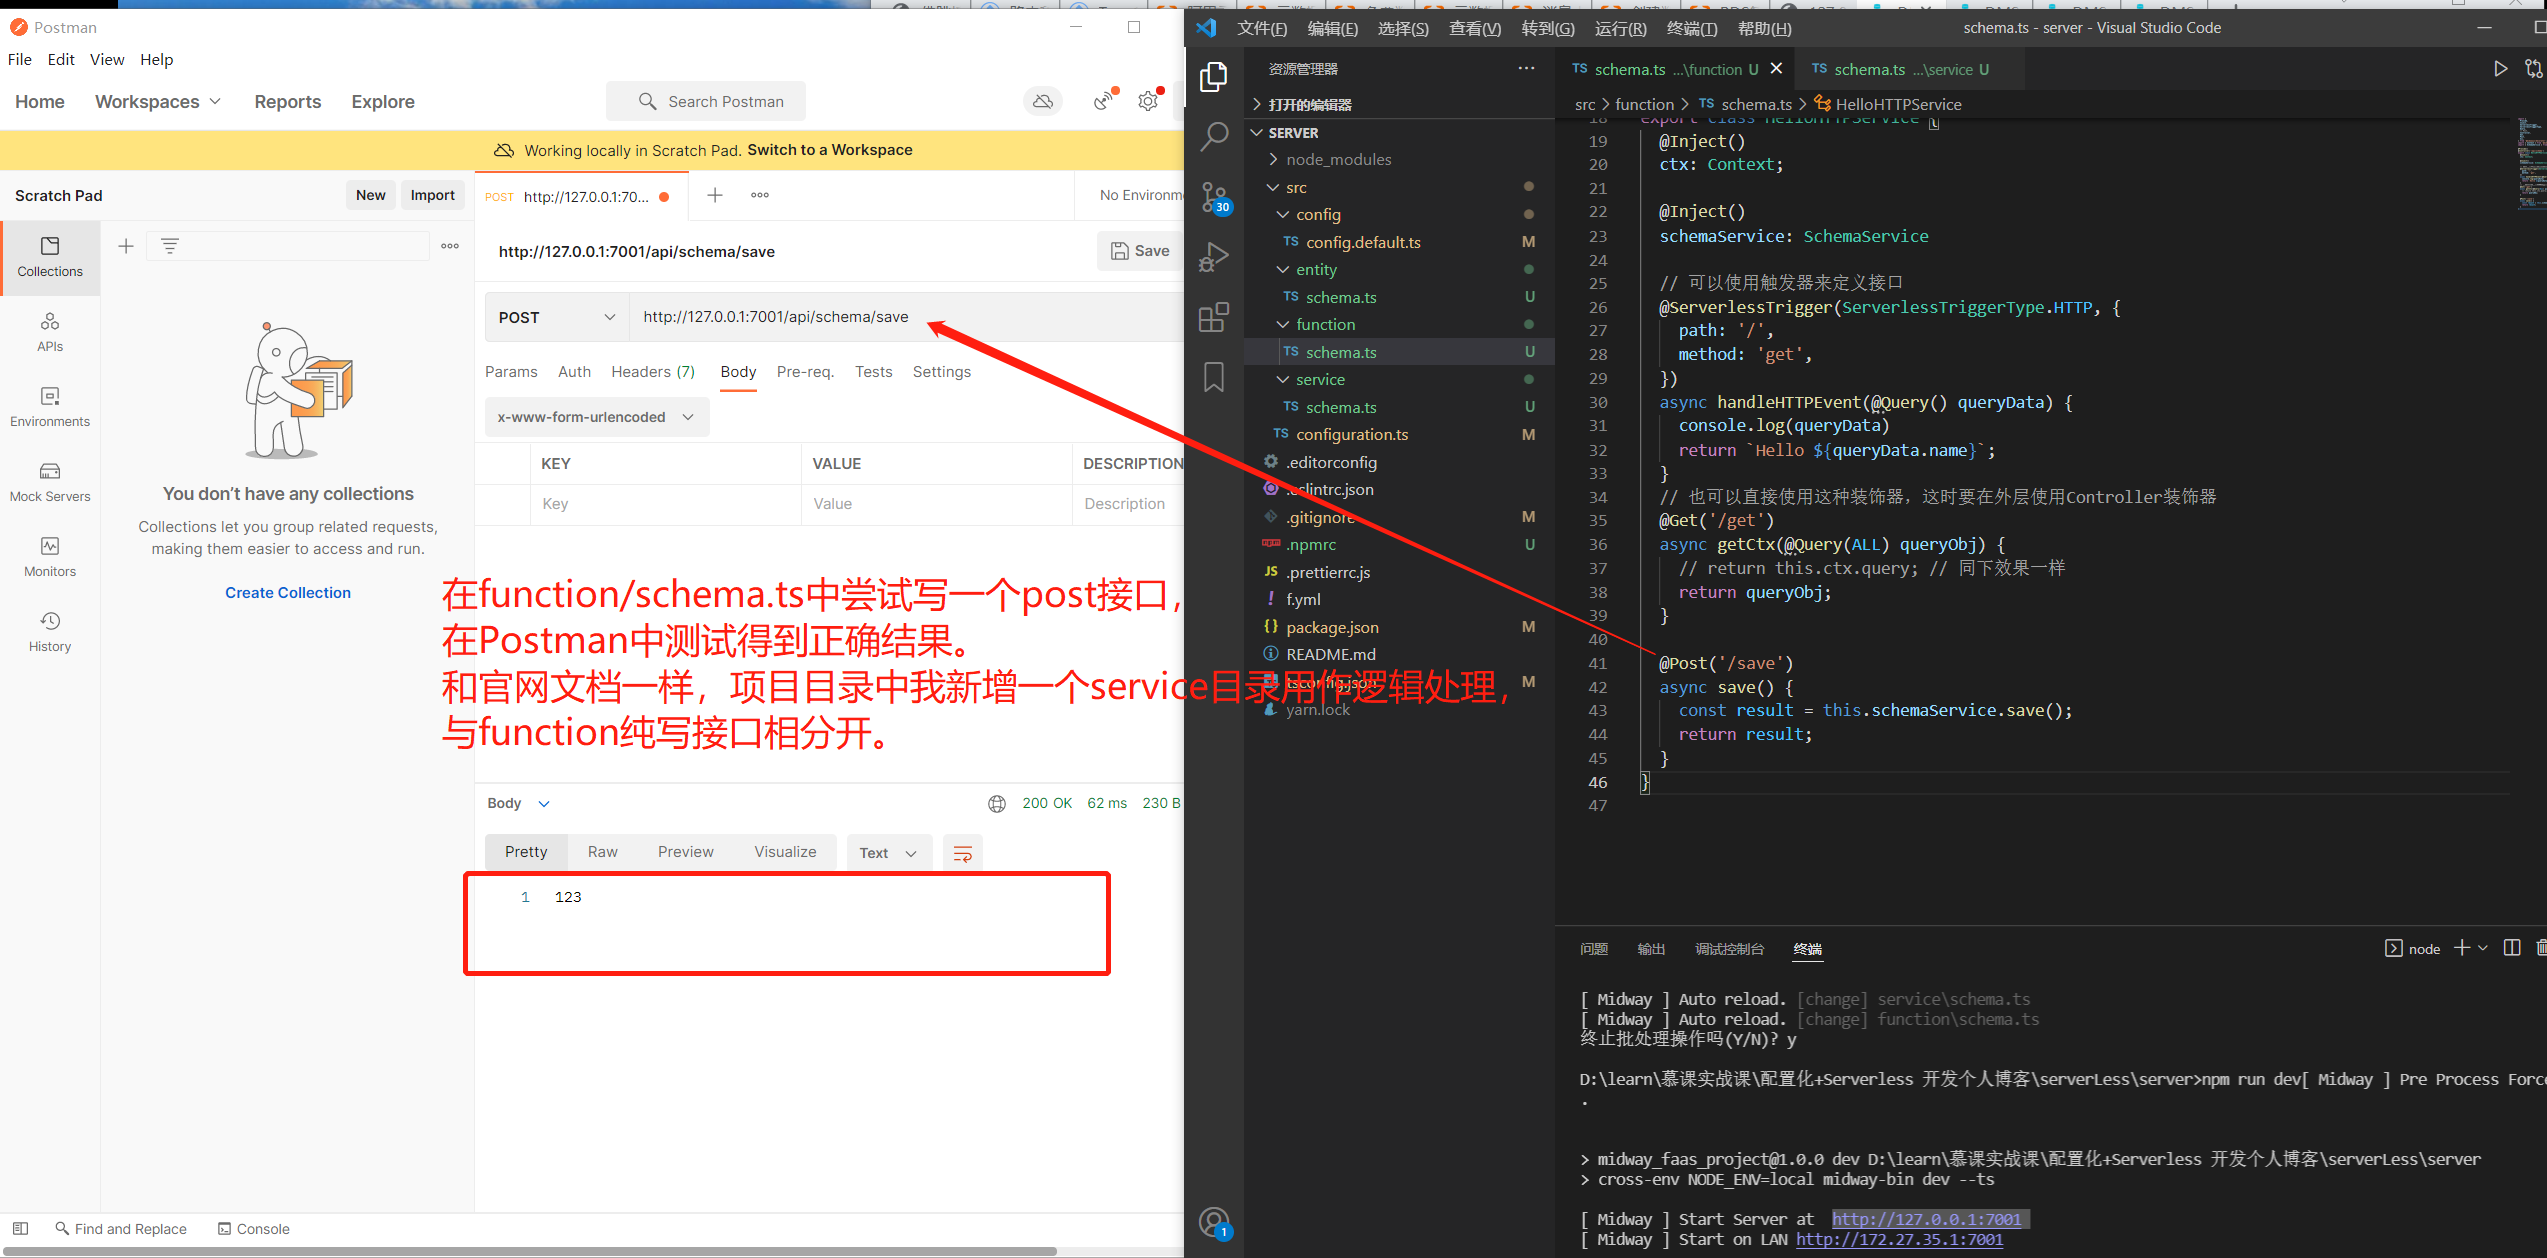 Postman
File Edit View Help
Home Workspaces Reports Explore
Search Postman
Working locally in Scratch Pad. Switch to a Workspace
Scratch Pad
New Import
POST http://127.0.0.1:70...
No Environme
Collections
APIs
Environments
Mock Servers
Monitors
History
You don't have any collections
Collections let you group related requests,
making them easier to access and run.
Create Collection
http://127.0.0.1:7001/api/schema/save
Save
POST http://127.0.0.1:7001/api/schema/save
Params Auth Headers (7) Body Pre-req. Tests Settings
x-www-form-urlencoded
KEY VALUE DESCRIPTION
Key Value Description
在function/schema.ts中尝试写一个post接口，
在Postman中测试得到正确结果。
和官网文档一样，项目目录中我新增一个service目录用作逻辑处理，
与function纯写接口相分开。
Body 200 OK 62 ms 230 B
Pretty Raw Preview Visualize Text
1 123
Find and Replace Console
文件(F) 编辑(E) 选择(S) 查看(V) 转到(G) 运行(R) 终端(T) 帮助(H)
schema.ts - server - Visual Studio Code
资源管理器 ···
打开的编辑器
SERVER
node_modules
src
config
TS config.default.ts M
entity
TS schema.ts U
function
TS schema.ts U
service
TS schema.ts U
TS configuration.ts M
.editorconfig
.eslintrc.json
.gitignore M
.npmrc U
JS .prettierrc.js
! f.yml
{} package.json M
README.md
tsconfig.json M
yarn.lock
30
1
TS schema.ts ...\function U
TS schema.ts ...\service U
src > function > TS schema.ts > HelloHTTPService
18 export class HelloHTTPService {
19 @Inject()
20 ctx: Context;
21
22 @Inject()
23 schemaService: SchemaService
24
25 // 可以使用触发器来定义接口
26 @ServerlessTrigger(ServerlessTriggerType.HTTP, {
27 path: '/',
28 method: 'get',
29 })
30 async handleHTTPEvent(@Query() queryData) {
31 console.log(queryData)
32 return `Hello ${queryData.name}`;
33 }
34 // 也可以直接使用这种装饰器，这时要在外层使用Controller装饰器
35 @Get('/get')
36 async getCtx(@Query(ALL) queryObj) {
37 // return this.ctx.query; // 同下效果一样
38 return queryObj;
39 }
40
41 @Post('/save')
42 async save() {
43 const result = this.schemaService.save();
44 return result;
45 }
46 }
47
问题 输出 调试控制台 终端
node
[ Midway ] Auto reload. [change] service\schema.ts
[ Midway ] Auto reload. [change] function\schema.ts
终止批处理操作吗(Y/N)? y
D:\learn\慕课实战课\配置化+Serverless 开发个人博客\serverLess\server>npm run dev[ Midway ] Pre Process Force
.
> midway_faas_project@1.0.0 dev D:\learn\慕课实战课\配置化+Serverless 开发个人博客\serverLess\server
> cross-env NODE_ENV=local midway-bin dev --ts
[ Midway ] Start Server at http://127.0.0.1:7001
[ Midway ] Start on LAN http://172.27.35.1:7001